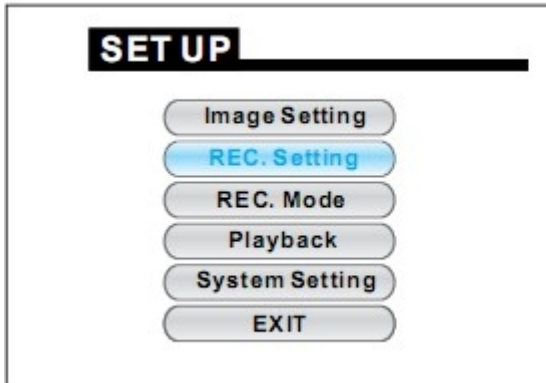 SET UP
Image Setting
REC. Setting
REC. Mode
Playback
System Setting
EXIT